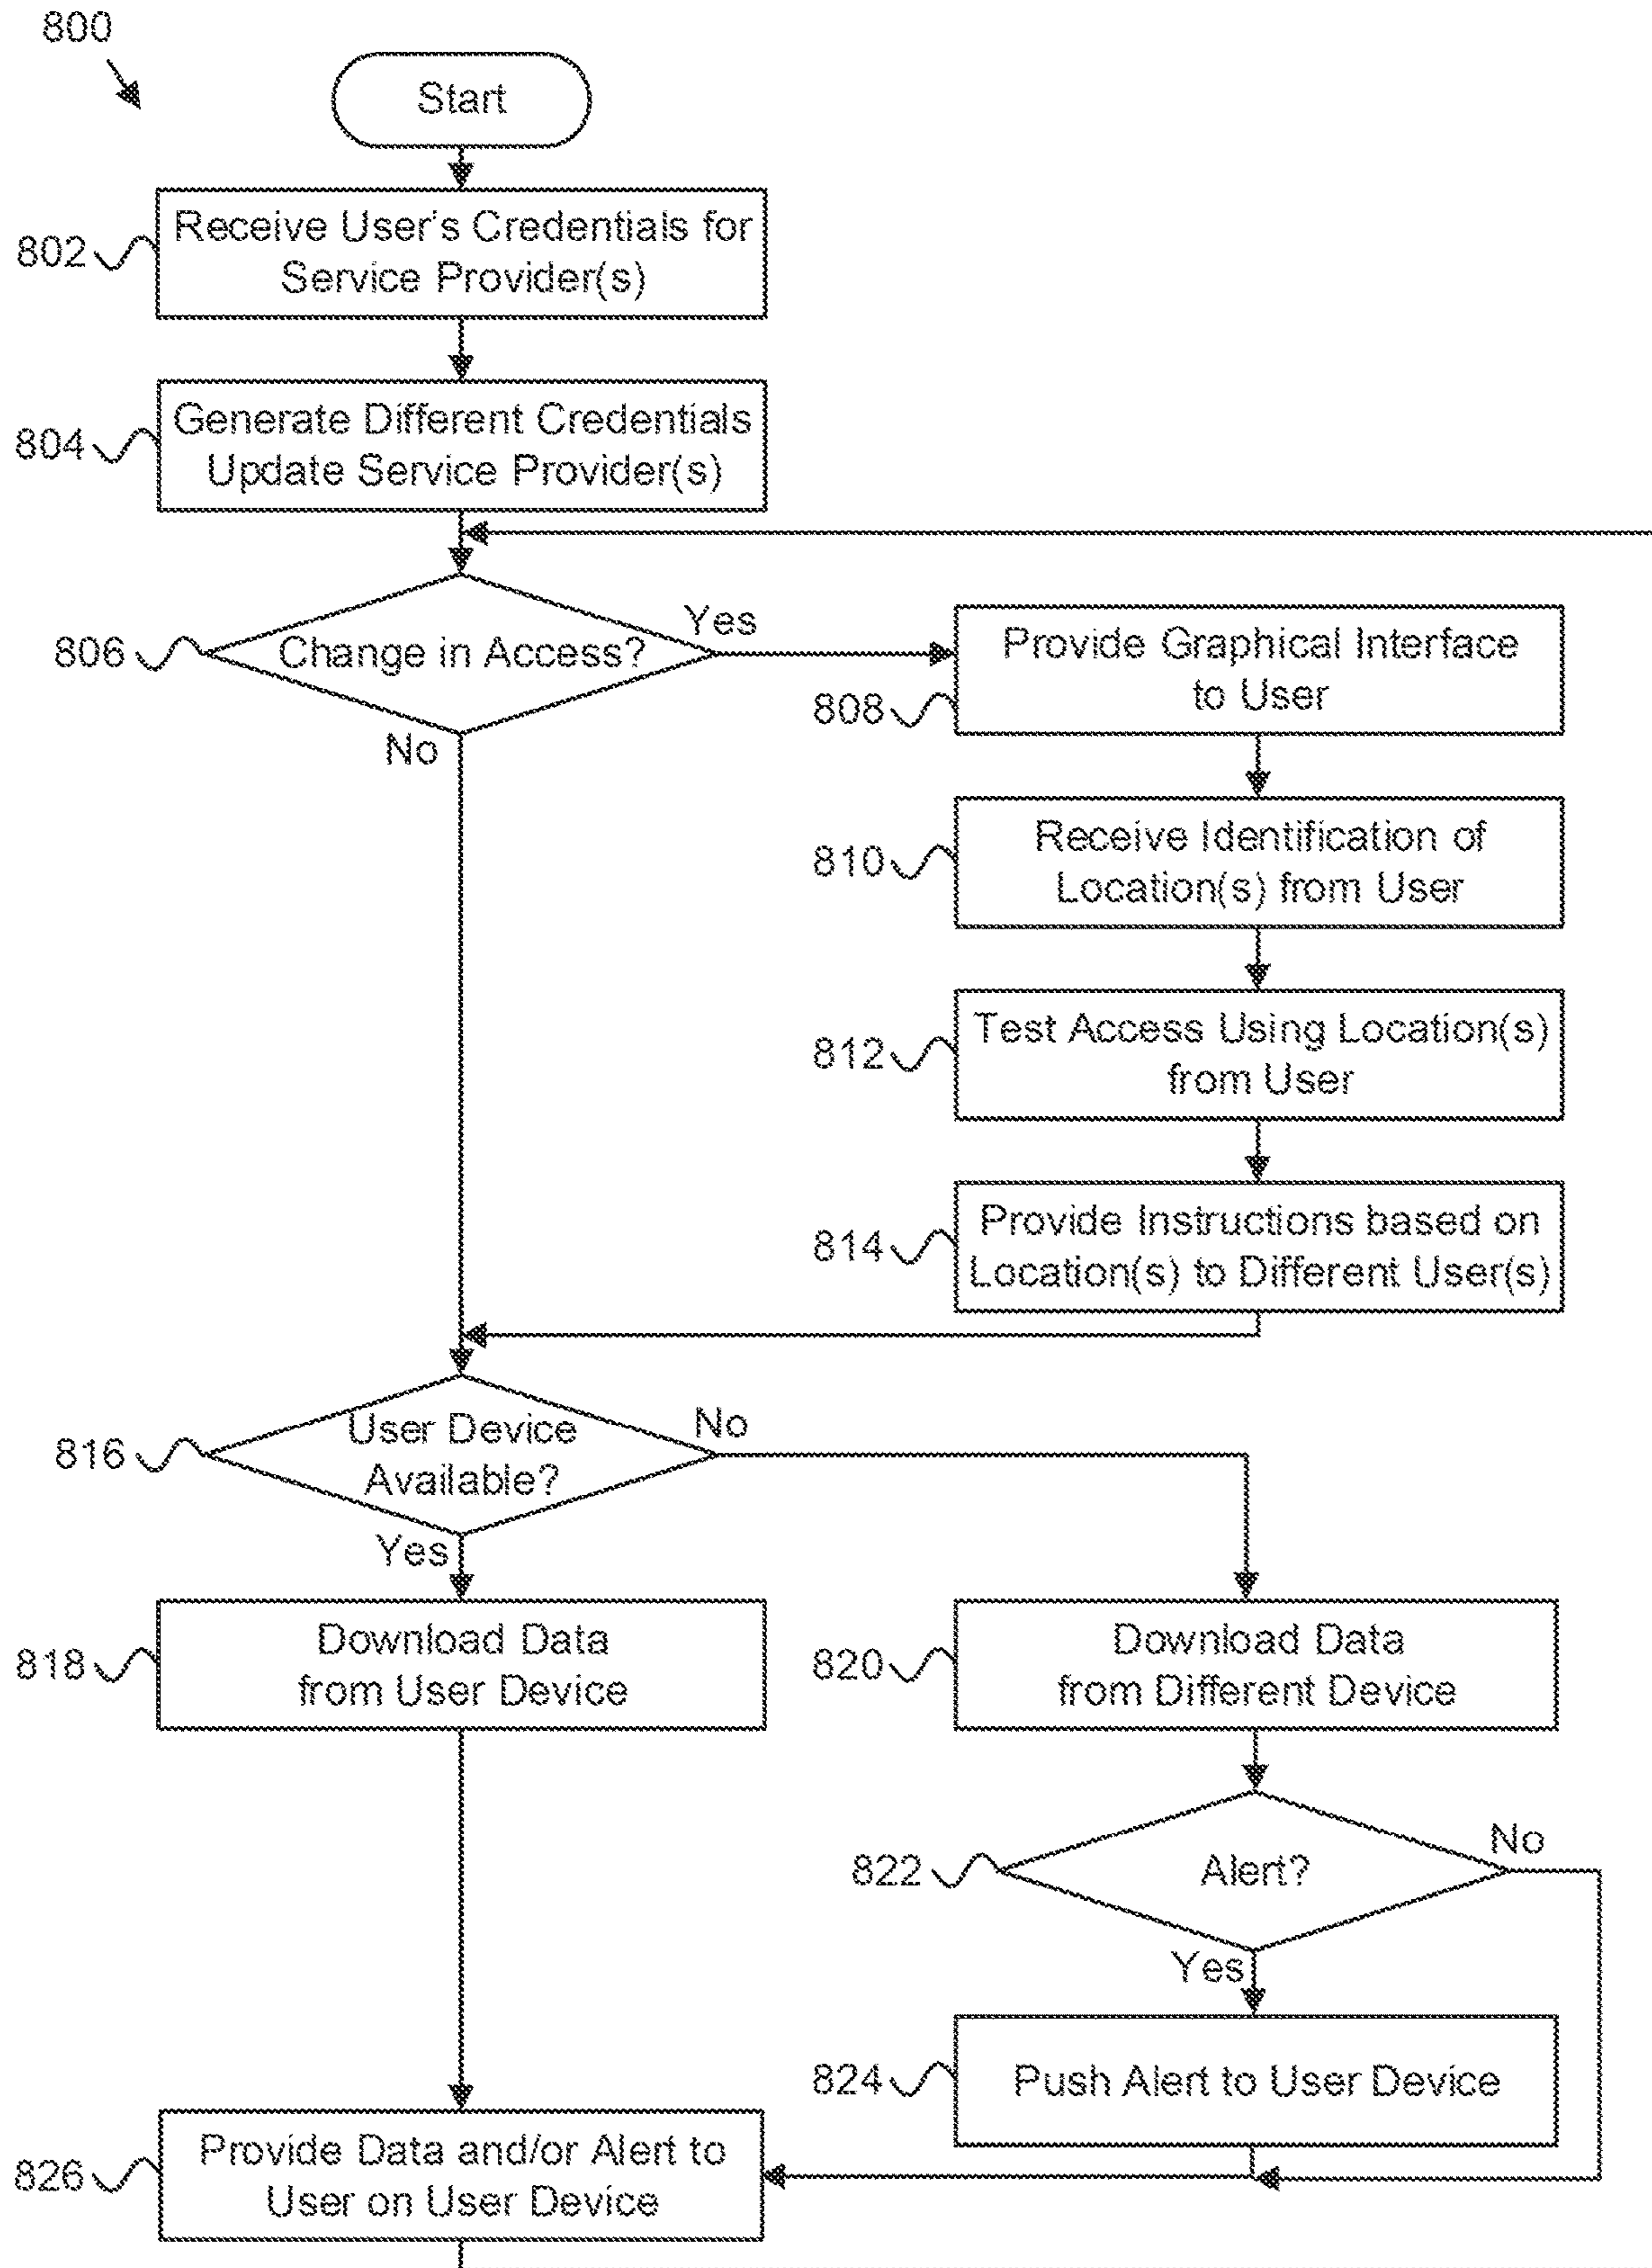 800
Start
802
Receive User's Credentials for
Service Provider(s)
804
Generate Different Credentials
Update Service Provider(s)
806
Change in Access?
Yes
No
808
Provide Graphical Interface
to User
810
Receive Identification of
Location(s) from User
812
Test Access Using Location(s)
from User
814
Provide Instructions based on
Location(s) to Different User(s)
816
User Device
Available?
No
Yes
818
Download Data
from User Device
820
Download Data
from Different Device
822
Alert?
No
Yes
824
Push Alert to User Device
826
Provide Data and/or Alert to
User on User Device